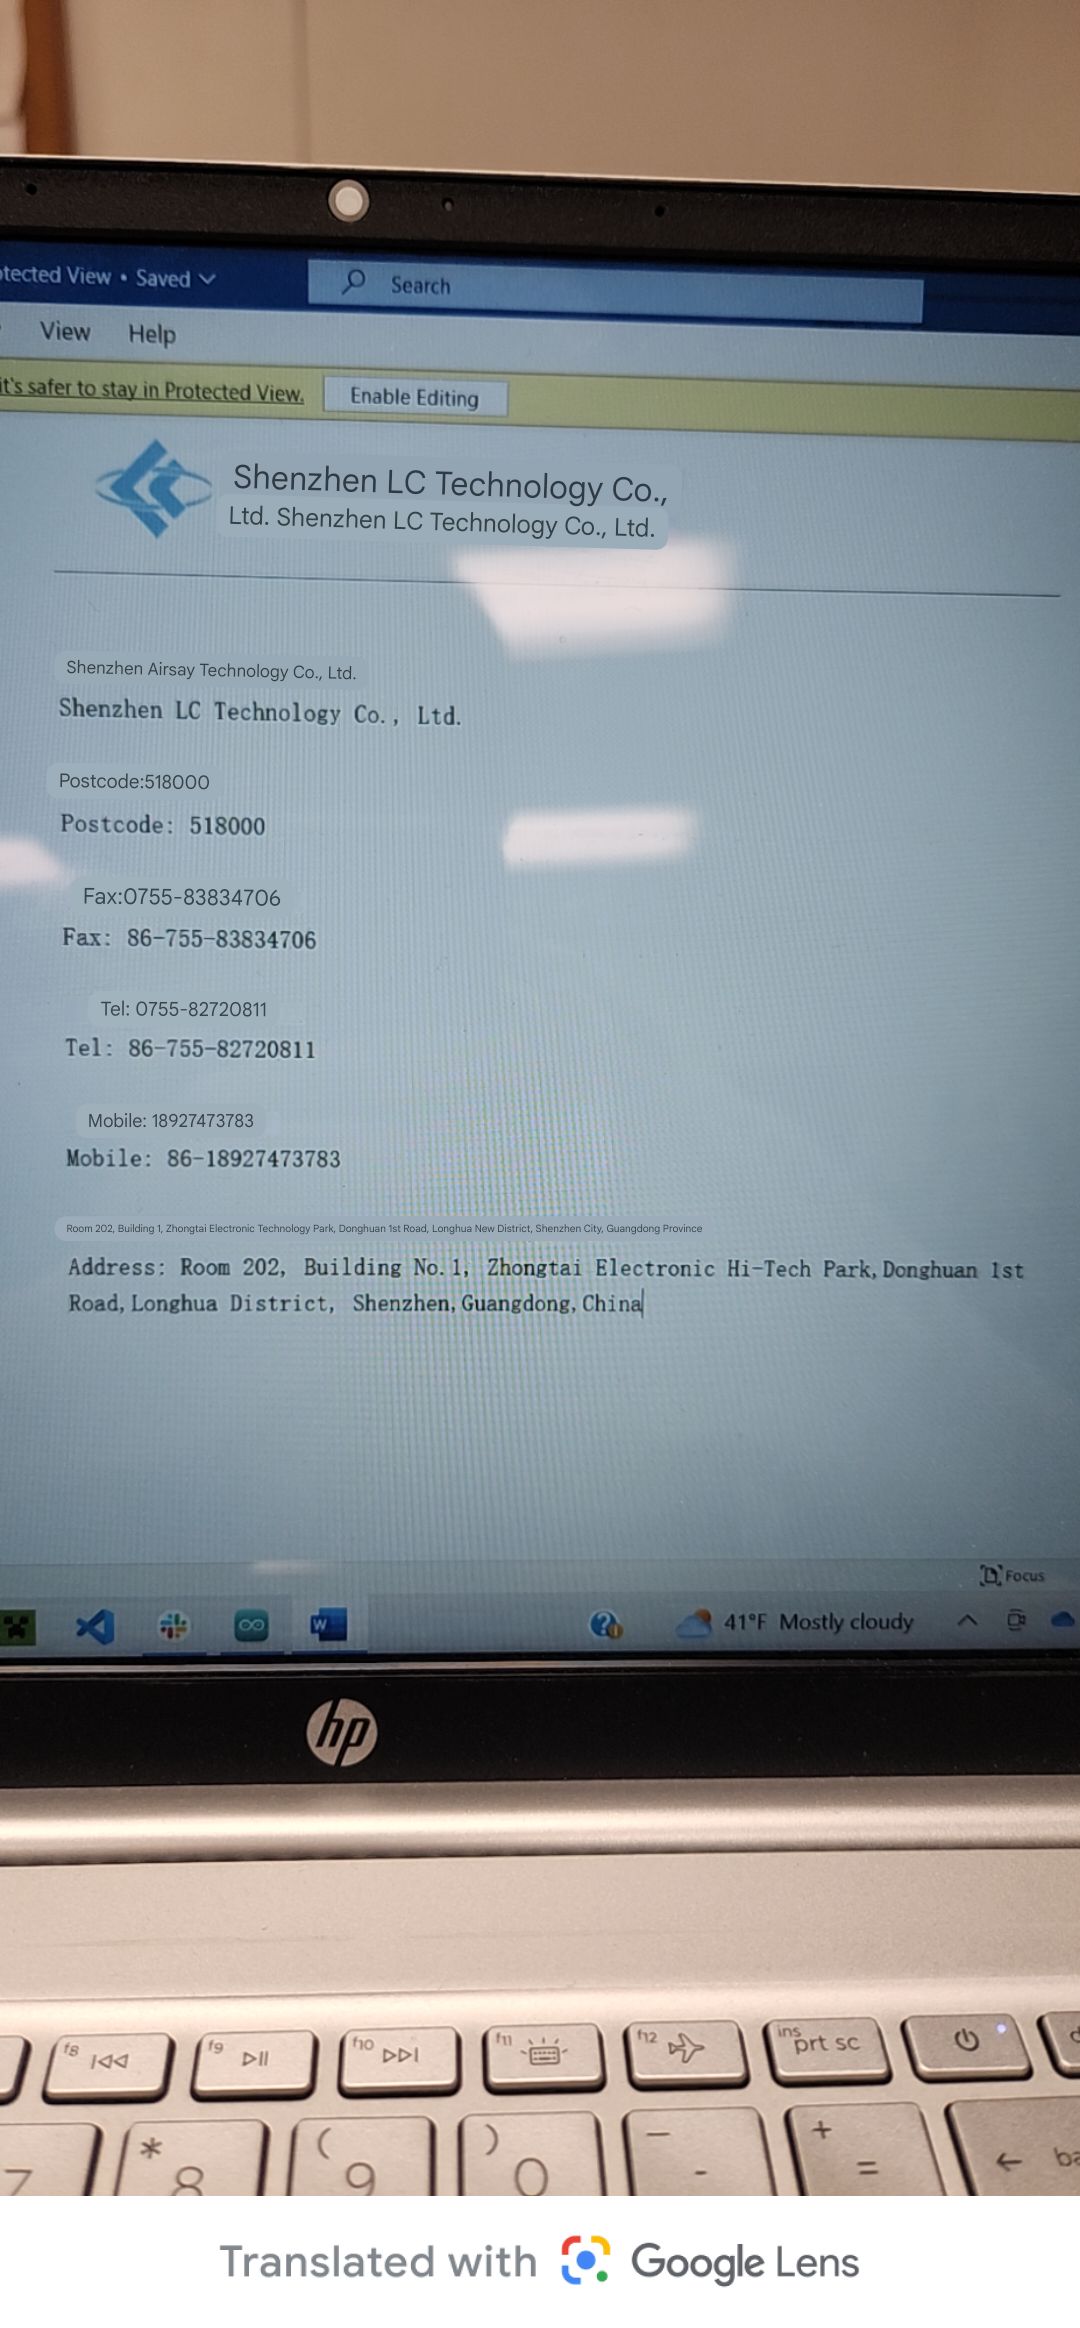 tected View • Saved
Search
View Help
it's safer to stay in Protected View. Enable Editing
Shenzhen LC Technology Co.,
Ltd. Shenzhen LC Technology Co., Ltd.
Shenzhen Airsay Technology Co., Ltd.
Shenzhen LC Technology Co., Ltd.
Postcode:518000
Postcode: 518000
Fax:0755-83834706
Fax: 86-755-83834706
Tel: 0755-82720811
Tel: 86-755-82720811
Mobile: 18927473783
Mobile: 86-18927473783
Room 202, Building 1, Zhongtai Electronic Technology Park, Donghuan 1st Road, Longhua New District, Shenzhen City, Guangdong Province
Address: Room 202, Building No.1, Zhongtai Electronic Hi-Tech Park, Donghuan 1st
Road, Longhua District, Shenzhen, Guangdong, China
Focus
W
41°F Mostly cloudy
hp
f8 f9 f10 f11 f12 ins prt sc
7 * 8 ( 9 ) 0 — - + = ← ba
Translated with Google Lens